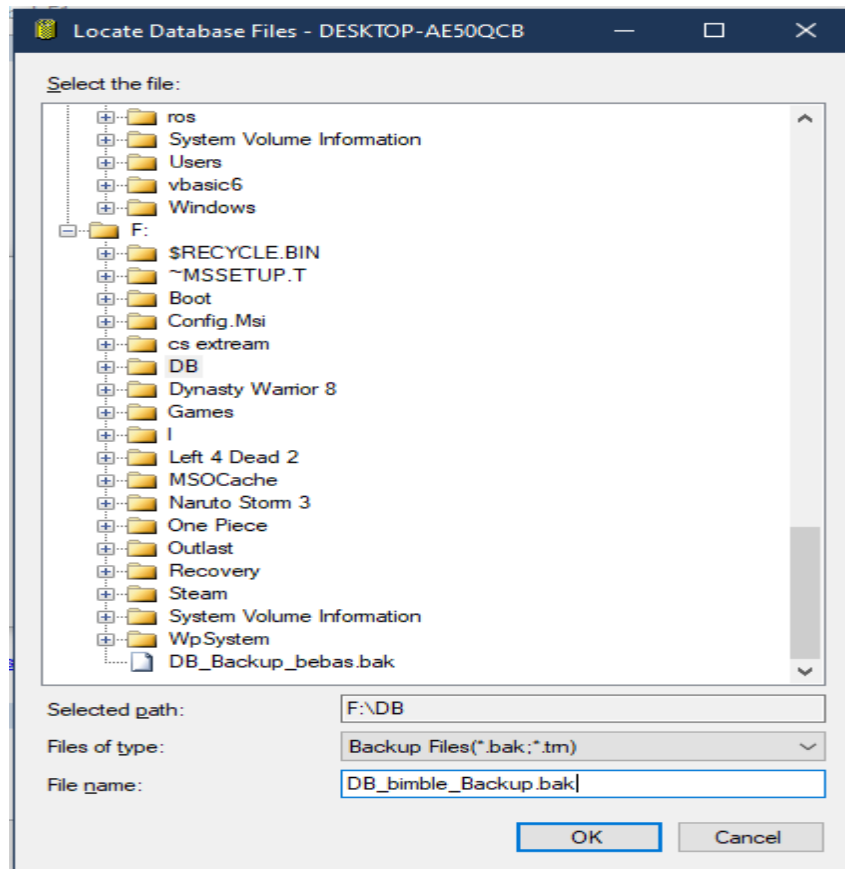 Locate Database Files - DESKTOP-AE50QCB
Select the file:
ros
System Volume Information
Users
vbasic6
Windows
F:
$RECYCLE.BIN
~MSSETUP.T
Boot
Config.Msi
cs extream
DB
Dynasty Warrior 8
Games
I
Left 4 Dead 2
MSOCache
Naruto Storm 3
One Piece
Outlast
Recovery
Steam
System Volume Information
WpSystem
DB_Backup_bebas.bak
Selected path: F:\DB
Files of type: Backup Files(*.bak;*.trn)
File name: DB_bimble_Backup.bak
OK Cancel